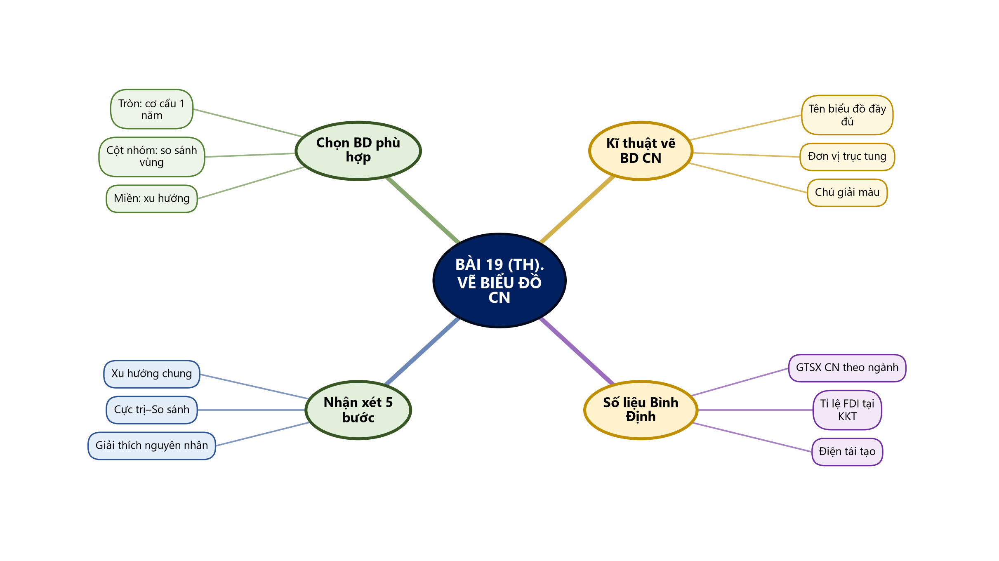 Tròn: cơ cấu 1
năm
Cột nhóm: so sánh
vùng
Miền: xu hướng
Chọn BD phù
hợp
Kĩ thuật vẽ
BD CN
Tên biểu đồ đầy
đủ
Đơn vị trục tung
Chú giải màu
BÀI 19 (TH).
VẼ BIỂU ĐỒ
CN
Xu hướng chung
Cực trị–So sánh
Giải thích nguyên nhân
Nhận xét 5
bước
Số liệu Bình
Định
GTSX CN theo ngành
Tỉ lệ FDI tại
KKT
Điện tái tạo